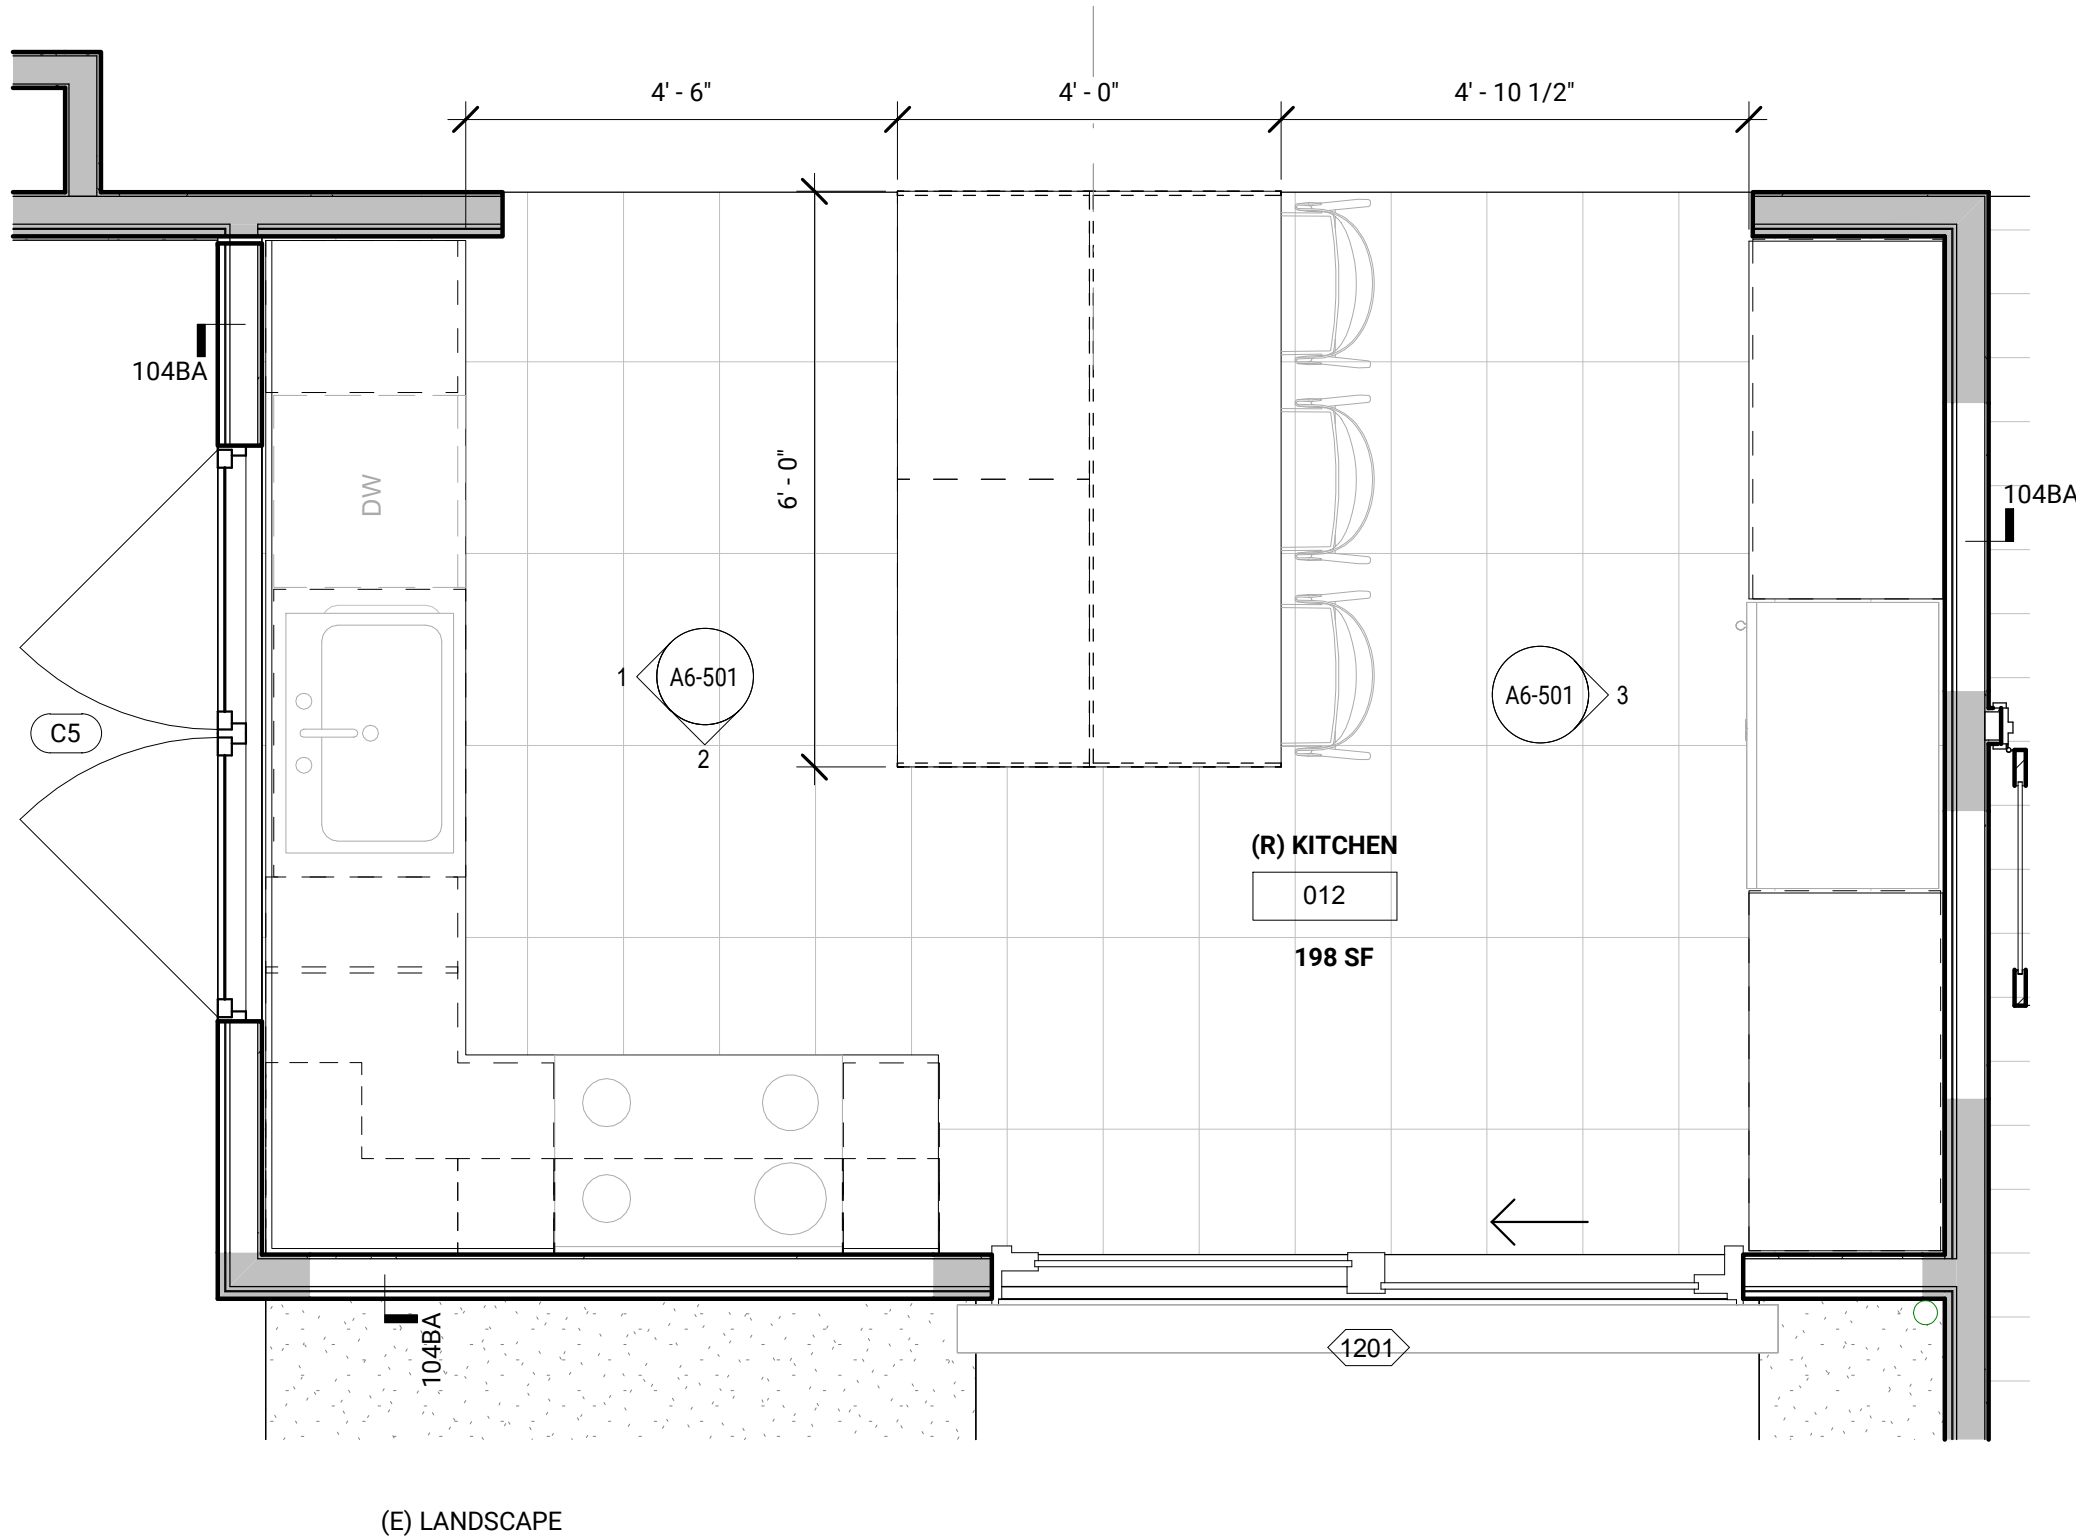 4' - 6"
4' - 0"
4' - 10 1/2"
104BA
DW
6' - 0"
104BA
1
A6-501
2
A6-501
3
C5
(R) KITCHEN
012
198 SF
104BA
1201
(E) LANDSCAPE